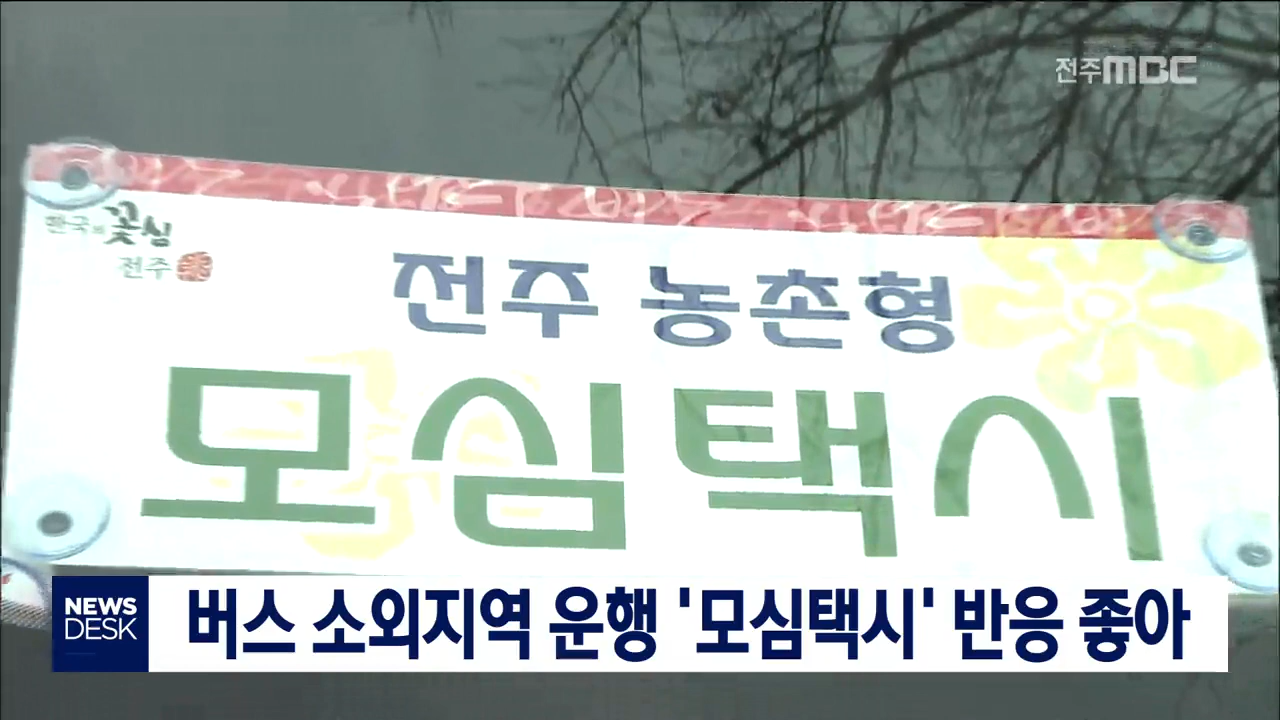 전주MBC
한국의 꽃심
전주
전주 농촌형
모심택시
NEWS
DESK
버스 소외지역 운행 '모심택시' 반응 좋아